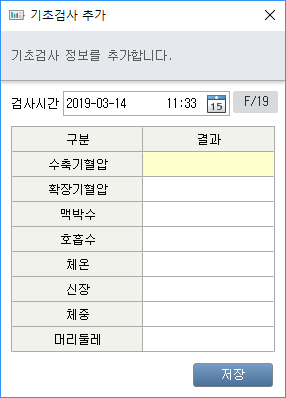 기초검사 추가
기초검사 정보를 추가합니다.
검사시간 2019-03-14 11:33 15 F/19
구분 결과
수축기혈압
확장기혈압
맥박수
호흡수
체온
신장
체중
머리둘레
저장